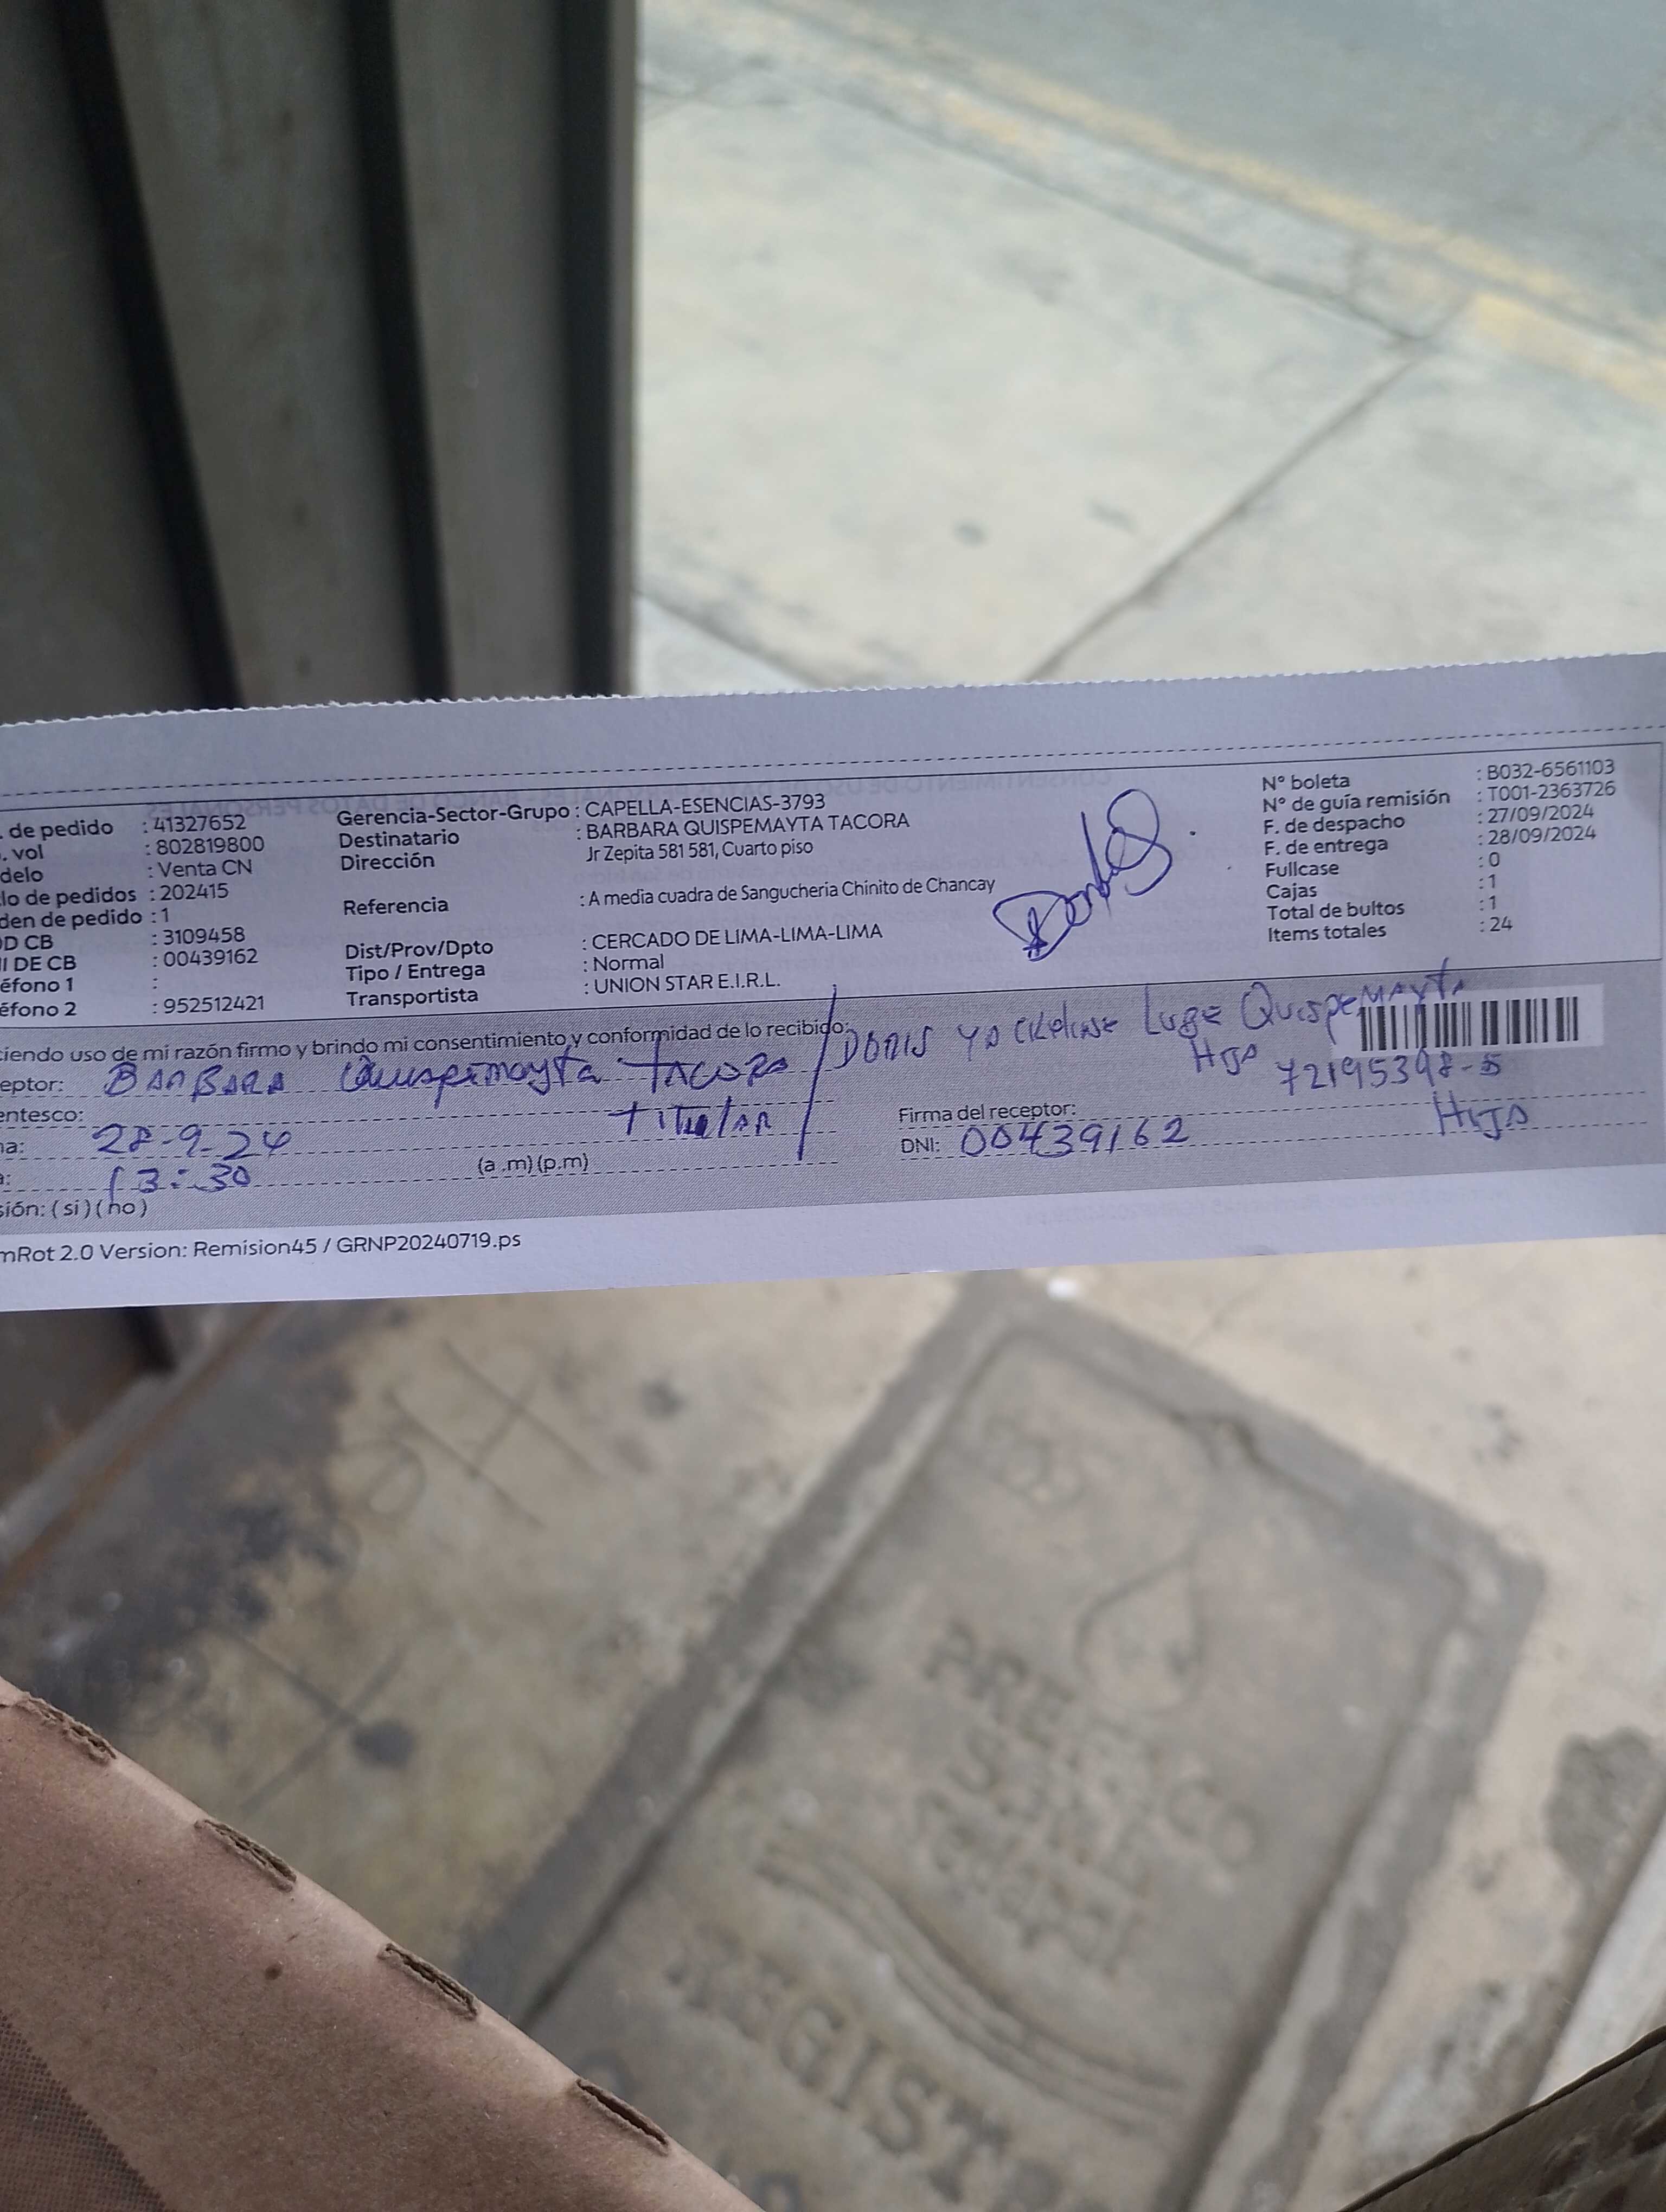 . de pedido : 41327652
. vol : 802819800
delo : Venta CN
lo de pedidos : 202415
den de pedido : 1
D CB : 3109458
I DE CB : 00439162
éfono 1 :
éfono 2 : 952512421
Gerencia-Sector-Grupo : CAPELLA-ESENCIAS-3793
Destinatario : BARBARA QUISPEMAYTA TACORA
Dirección Jr Zepita 581 581, Cuarto piso
Referencia : A media cuadra de Sangucheria Chinito de Chancay
Dist/Prov/Dpto : CERCADO DE LIMA-LIMA-LIMA
Tipo / Entrega : Normal
Transportista : UNION STAR E.I.R.L.
N° boleta : B032-6561103
N° de guía remisión : T001-2363726
F. de despacho : 27/09/2024
F. de entrega : 28/09/2024
Fullcase : 0
Cajas : 1
Total de bultos : 1
Items totales : 24
ciendo uso de mi razón firmo y brindo mi consentimiento y conformidad de lo recibido:
eptor: BARBARA Quispemayta TACORA / DORIS Quispemayta
HIJA 72195398-5
entesco: Titular
Firma del receptor: HIJA
na: 28-9-24
DNI: 00439162
a: 13:30 (a .m) (p.m)
sión: ( si ) ( no )
mRot 2.0 Version: Remision45 / GRNP20240719.ps